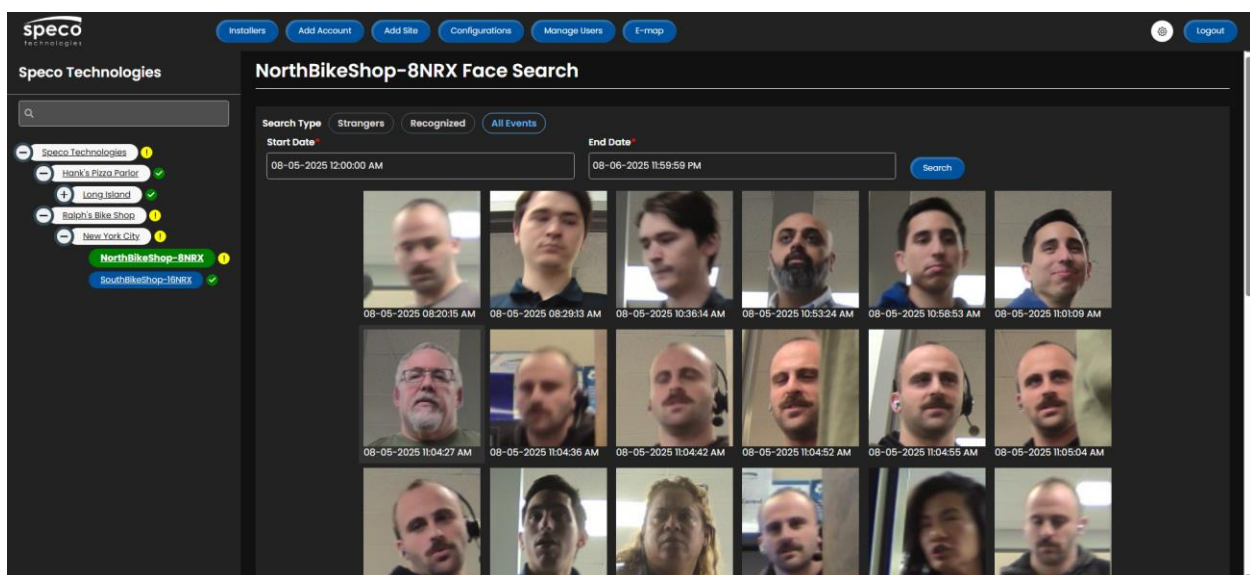 speco
technologies
Installers
Add Account
Add Site
Configurations
Manage Users
E-map
Logout
Speco Technologies
NorthBikeShop-8NRX Face Search
Search Type
Strangers
Recognized
All Events
Start Date*
End Date*
08-05-2025 12:00:00 AM
08-06-2025 11:59:59 PM
Search
Speco Technologies
Hank's Pizza Parlor
Long Island
Ralph's Bike Shop
New York City
NorthBikeShop-8NRX
SouthBikeShop-16NRX
08-05-2025 08:20:15 AM
08-05-2025 08:29:13 AM
08-05-2025 10:36:14 AM
08-05-2025 10:53:24 AM
08-05-2025 10:58:53 AM
08-05-2025 11:01:09 AM
08-05-2025 11:04:27 AM
08-05-2025 11:04:36 AM
08-05-2025 11:04:42 AM
08-05-2025 11:04:52 AM
08-05-2025 11:04:55 AM
08-05-2025 11:05:04 AM